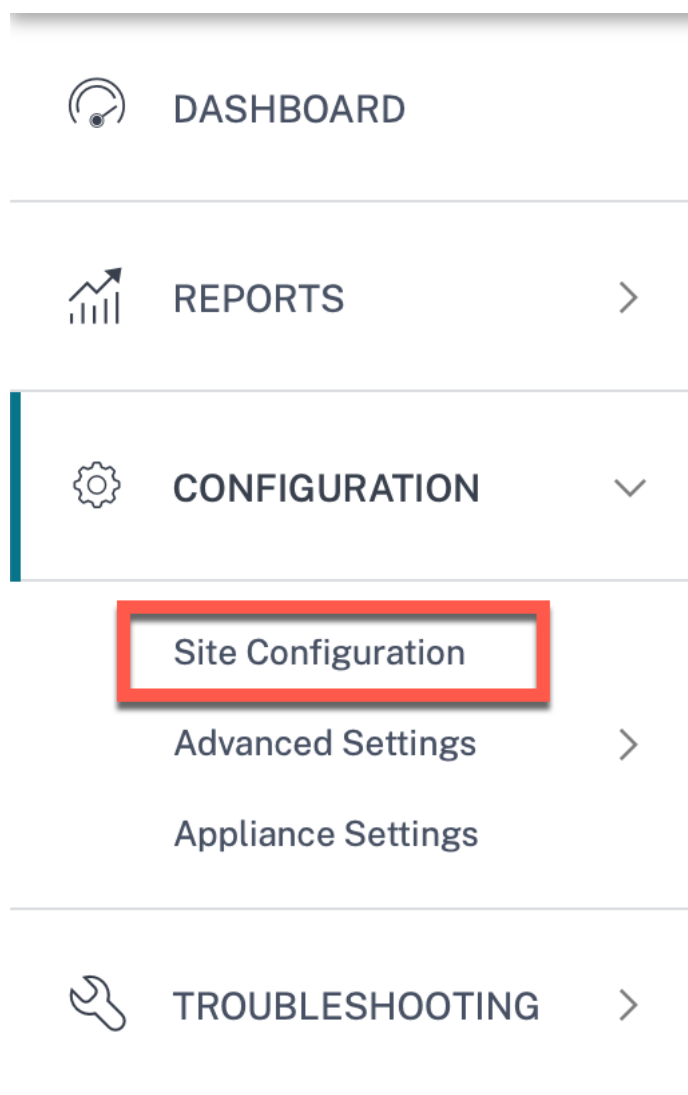 DASHBOARD
REPORTS
CONFIGURATION
Site Configuration
Advanced Settings
Appliance Settings
TROUBLESHOOTING